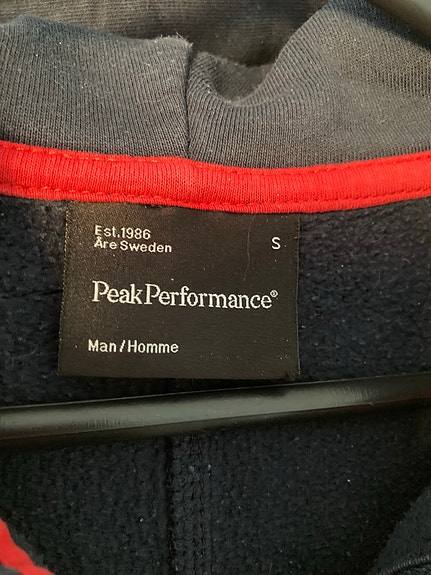 Est.1986
Åre Sweden
S
PeakPerformance®
Man/Homme